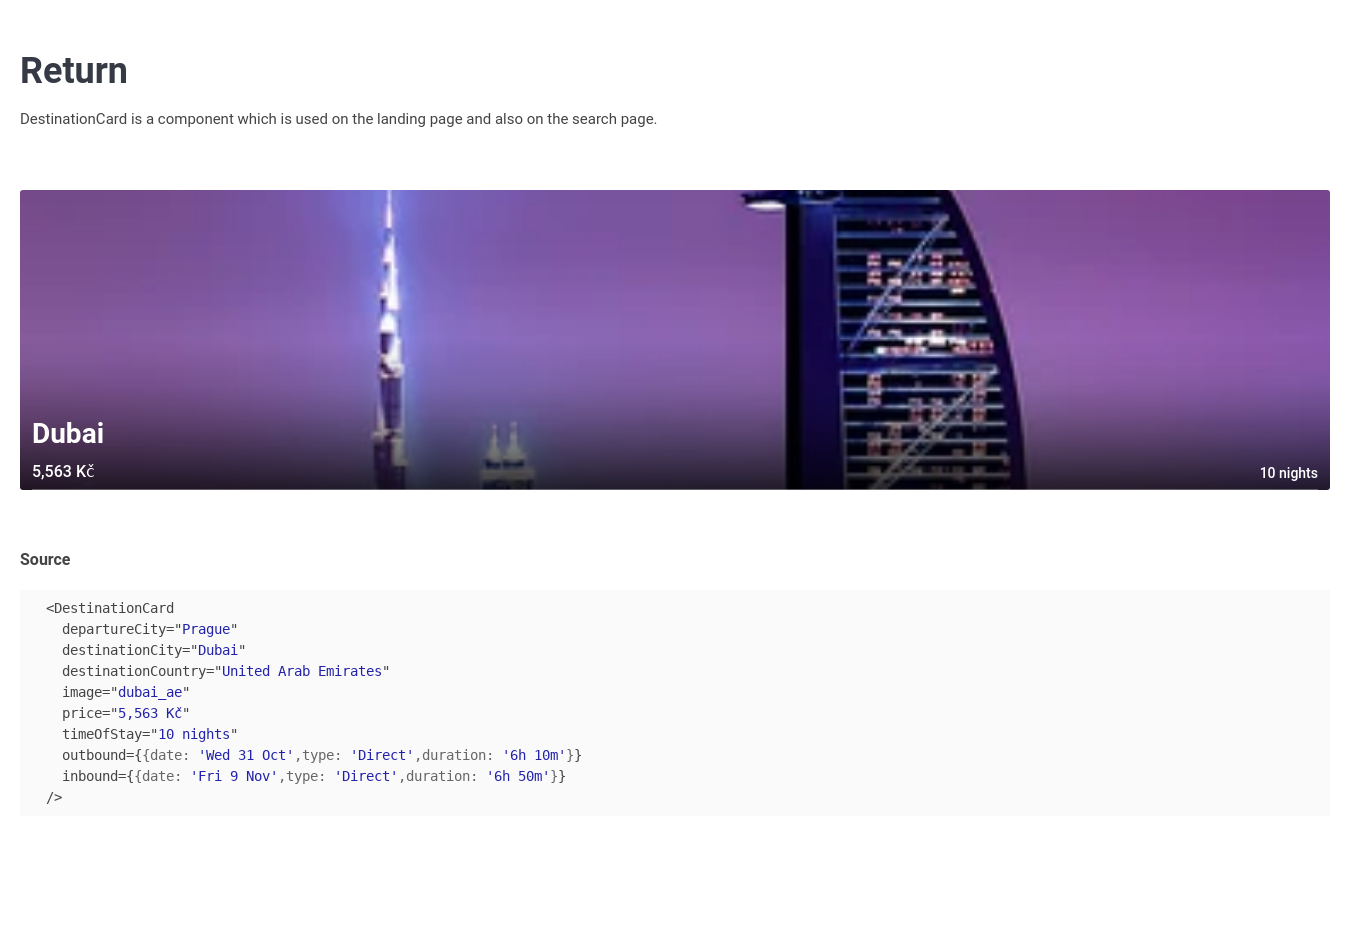 Return
DestinationCard is a component which is used on the landing page and also on the search page.
Dubai
5,563 Kč
10 nights
Source
<DestinationCard
  departureCity="Prague"
  destinationCity="Dubai"
  destinationCountry="United Arab Emirates"
  image="dubai_ae"
  price="5,563 Kč"
  timeOfStay="10 nights"
  outbound={{date: 'Wed 31 Oct',type: 'Direct',duration: '6h 10m'}}
  inbound={{date: 'Fri 9 Nov',type: 'Direct',duration: '6h 50m'}}
/>